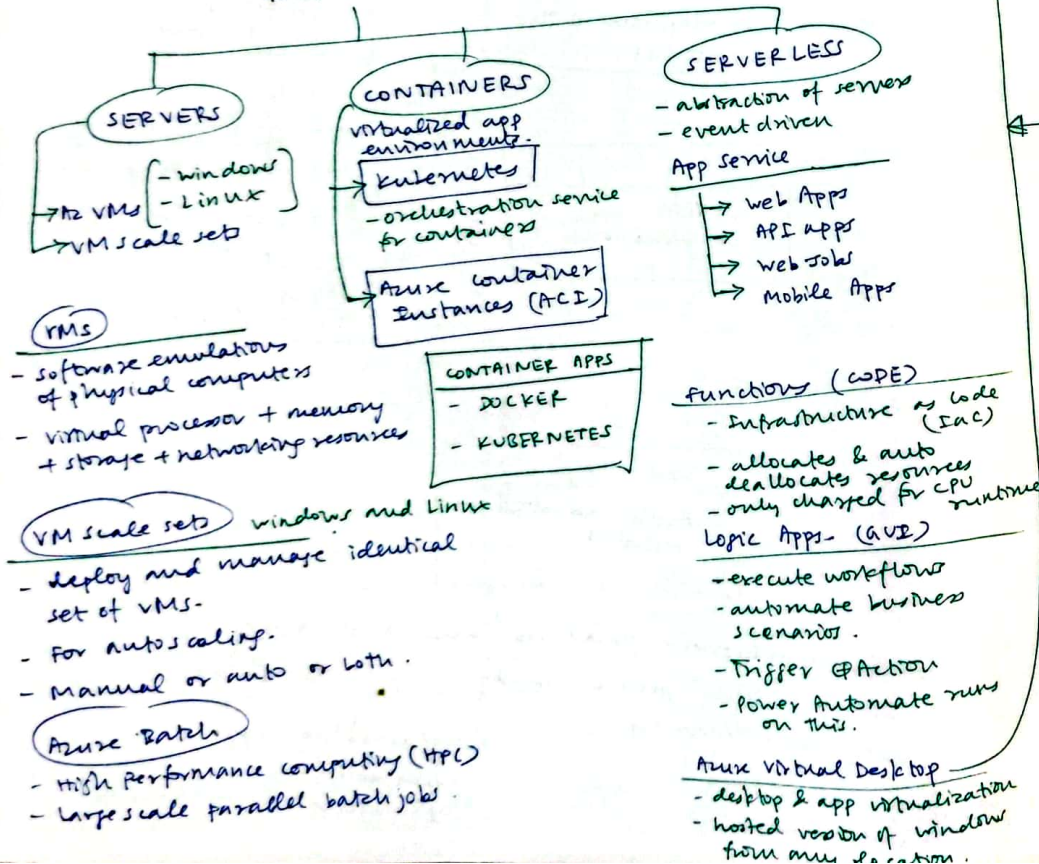 SERVERS
Az VMs
- windows
- Linux
VM scale sets
CONTAINERS
virtualized app
environments.
Kubernetes
- orchestration service
for containers
Azure container
Instances (ACI)
CONTAINER APPS
- DOCKER
- KUBERNETES
SERVERLESS
- abstraction of servers
- event driven
App service
web Apps
API apps
web Jobs
Mobile Apps
VMs
- software emulations
of physical computers
- virtual processor + memory
+ storage + networking resources
VM scale sets windows and Linux
- deploy and manage identical
set of VMs.
- For autoscaling.
- Manual or auto or both.
Azure Batch
- High Performance computing (HPC)
- large scale parallel batch jobs.
functions (CODE)
- Infrastructure as code
(IaC)
- allocates & auto
deallocates resources
- only charged for CPU
runtime
Logic Apps- (GUI)
- execute workflows
- automate business
scenarios.
- Trigger Action
- Power Automate runs
on this.
Azure Virtual Desktop
- desktop & app virtualization
- hosted version of windows
from any location.